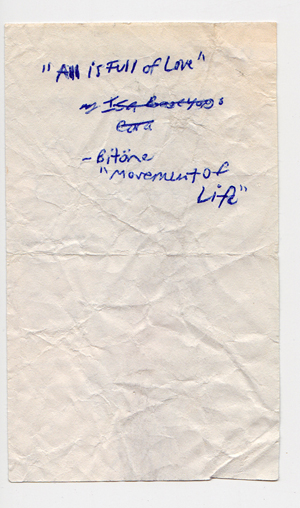 "All is Full of Love"
- Bitöne
"Movement of
Life"